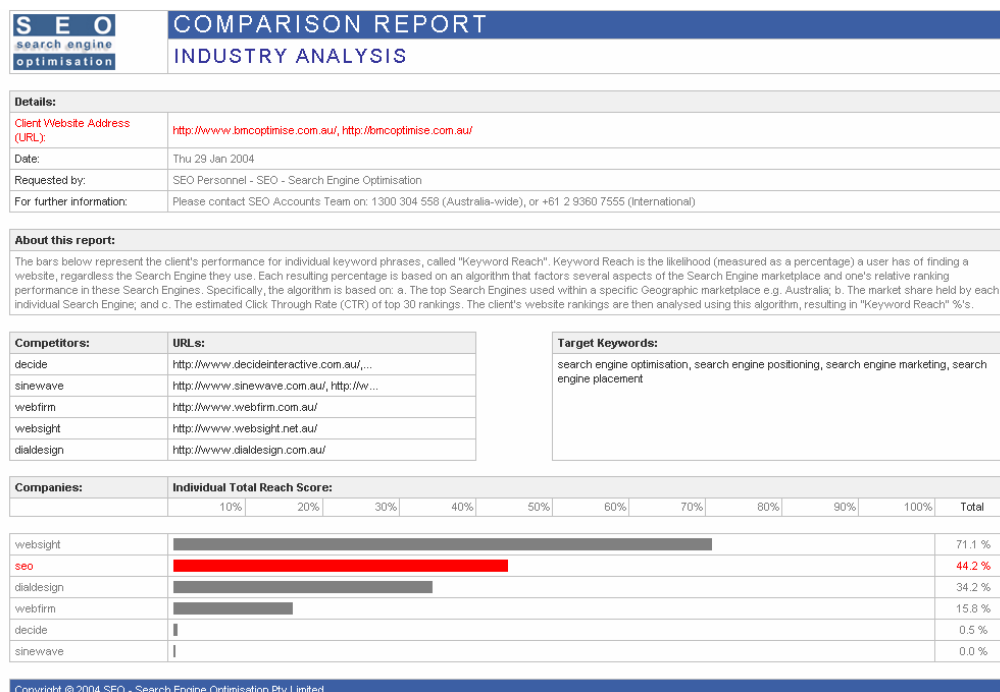 SEO
search engine
optimisation
COMPARISON REPORT
INDUSTRY ANALYSIS
Details:
Client Website Address
(URL):
http://www.bmcoptimise.com.au/, http://bmcoptimise.com.au/
Date:
Thu 29 Jan 2004
Requested by:
SEO Personnel - SEO - Search Engine Optimisation
For further information:
Please contact SEO Accounts Team on: 1300 304 558 (Australia-wide), or +61 2 9360 7555 (International)
About this report:
The bars below represent the client's performance for individual keyword phrases, called "Keyword Reach". Keyword Reach is the likelihood (measured as a percentage) a user has of finding a
website, regardless the Search Engine they use. Each resulting percentage is based on an algorithm that factors several aspects of the Search Engine marketplace and one's relative ranking
performance in these Search Engines. Specifically, the algorithm is based on: a. The top Search Engines used within a specific Geographic marketplace e.g. Australia; b. The market share held by each
individual Search Engine; and c. The estimated Click Through Rate (CTR) of top 30 rankings. The client's website rankings are then analysed using this algorithm, resulting in "Keyword Reach" %'s.
Competitors: URLs:
decide http://www.decideinteractive.com.au/,...
sinewave http://www.sinewave.com.au/, http://w...
webfirm http://www.webfirm.com.au/
websight http://www.websight.net.au/
dialdesign http://www.dialdesign.com.au/
Target Keywords:
search engine optimisation, search engine positioning, search engine marketing, search
engine placement
Companies: Individual Total Reach Score:
10% 20% 30% 40% 50% 60% 70% 80% 90% 100% Total
websight 71.1 %
seo 44.2 %
dialdesign 34.2 %
webfirm 15.8 %
decide 0.5 %
sinewave 0.0 %
Copyright © 2004 SEO - Search Engine Optimisation Pty Limited